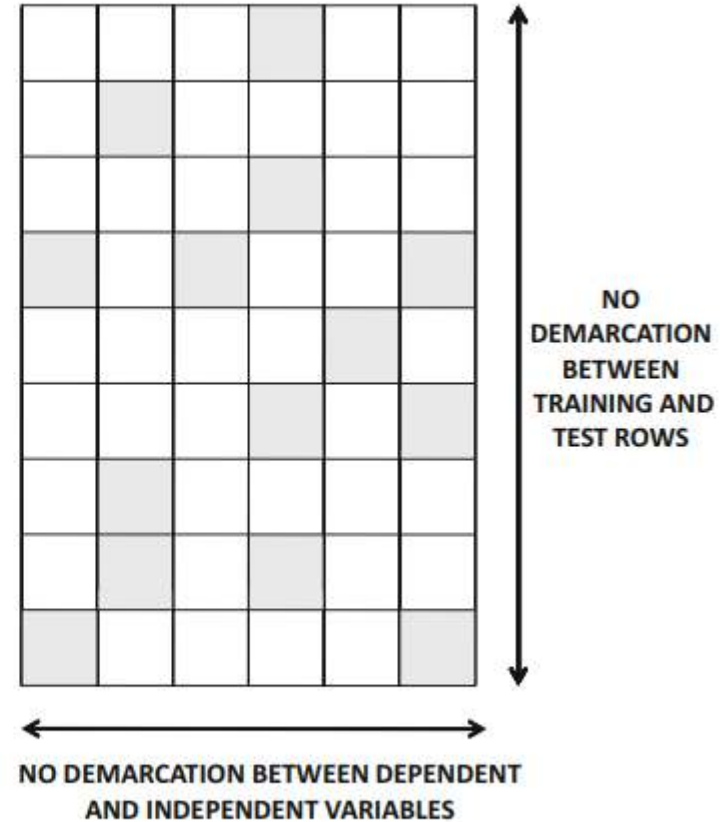 NO
DEMARCATION
BETWEEN
TRAINING AND
TEST ROWS
NO DEMARCATION BETWEEN DEPENDENT
AND INDEPENDENT VARIABLES